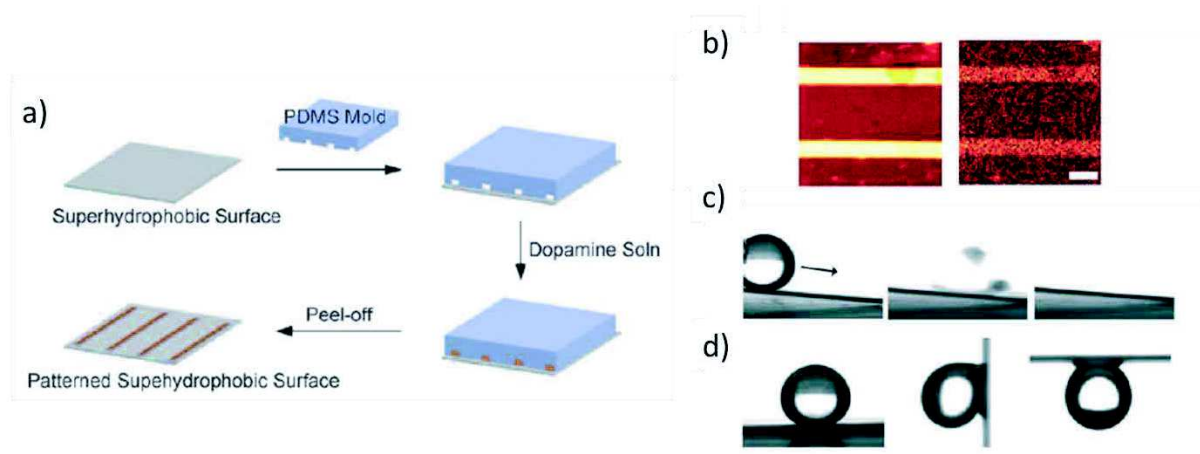 a)
PDMS Mold
Superhydrophobic Surface
Dopamine Soln
Peel-off
Patterned Supehydrophobic Surface
b)
c)
d)